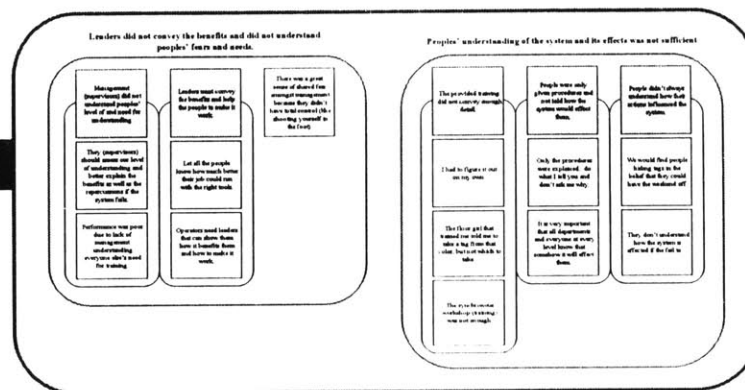 Leaders did not convey the benefits and did not understand
peoples' fears and needs.
Management
(supervisors) did not
understand peoples'
level of and need for
understanding
They (supervisors)
should assess our level
of understanding and
better explain the
benefits as well as the
repercussions if the
system fails.
Performance was poor
due to lack of
management
understanding
everyone else's need
for training
Leaders must convey
the benefits and help
the people to make it
work.
Let all the people
know how much better
their job could run with
the right tools.
Operators need leaders
that can show them
how it benefits them
and how to make it
work.
There was a great
sense of shared fear
amongst management
because they didn't
have total control (like
shooting yourself in
the foot)
Peoples' understanding of the system and its effects was not sufficient
The provided training
did not convey enough
detail.
I had to figure it out
on my own
The floor girl that
trained me told me to
take a tag from that
color, but not which to
take
The synchronous
workshop (training)
was not enough
People were only
given procedures and
not told how the
system would effect
them.
Only the procedures
were explained. do
what I tell you and
don't ask me why.
It is very important
that all departments
and everyone at every
level know that
somehow it will effect
them.
People didn't always
understand how their
actions influenced the
system.
We would find people
hiding tags in the
belief that they could
have the weekend off
They don't understand
how the system is
affected if the fail to